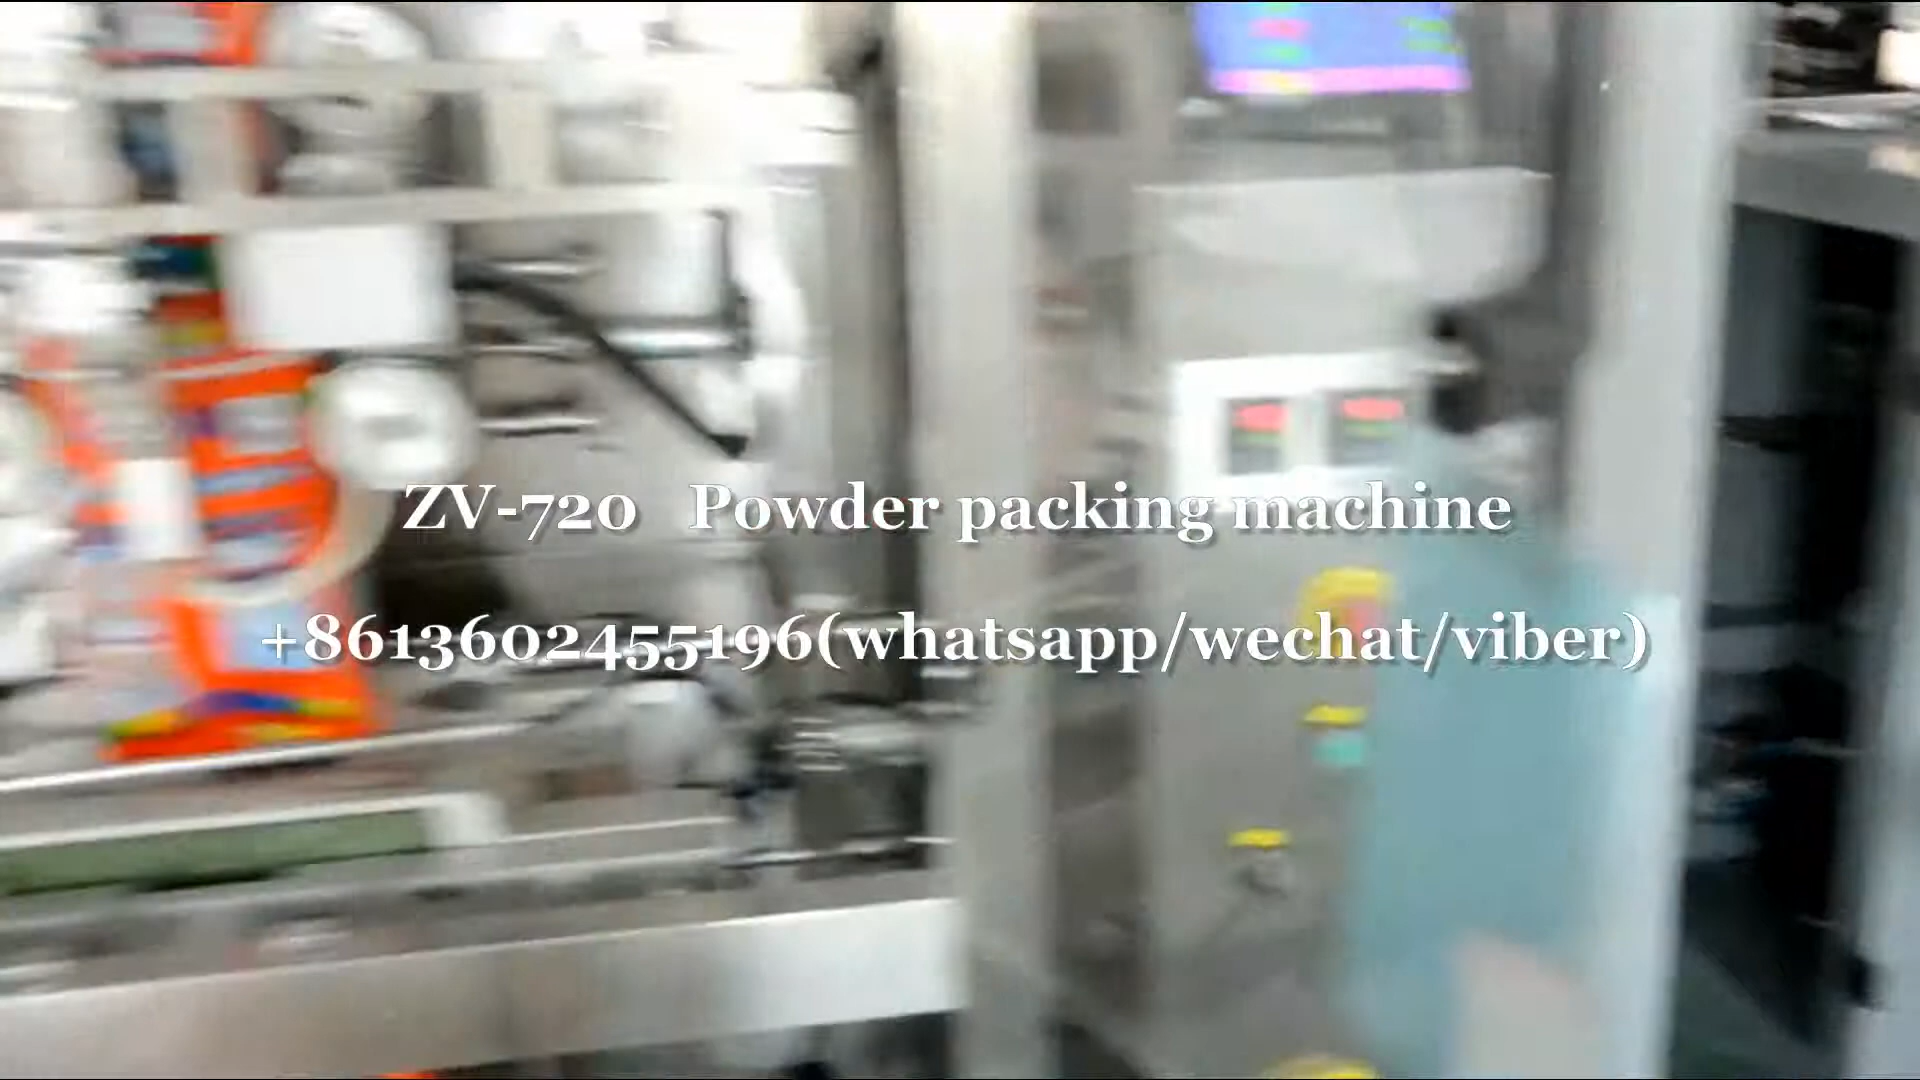 ZV-720 Powder packing machine
+8613602455196(whatsapp/wechat/viber)